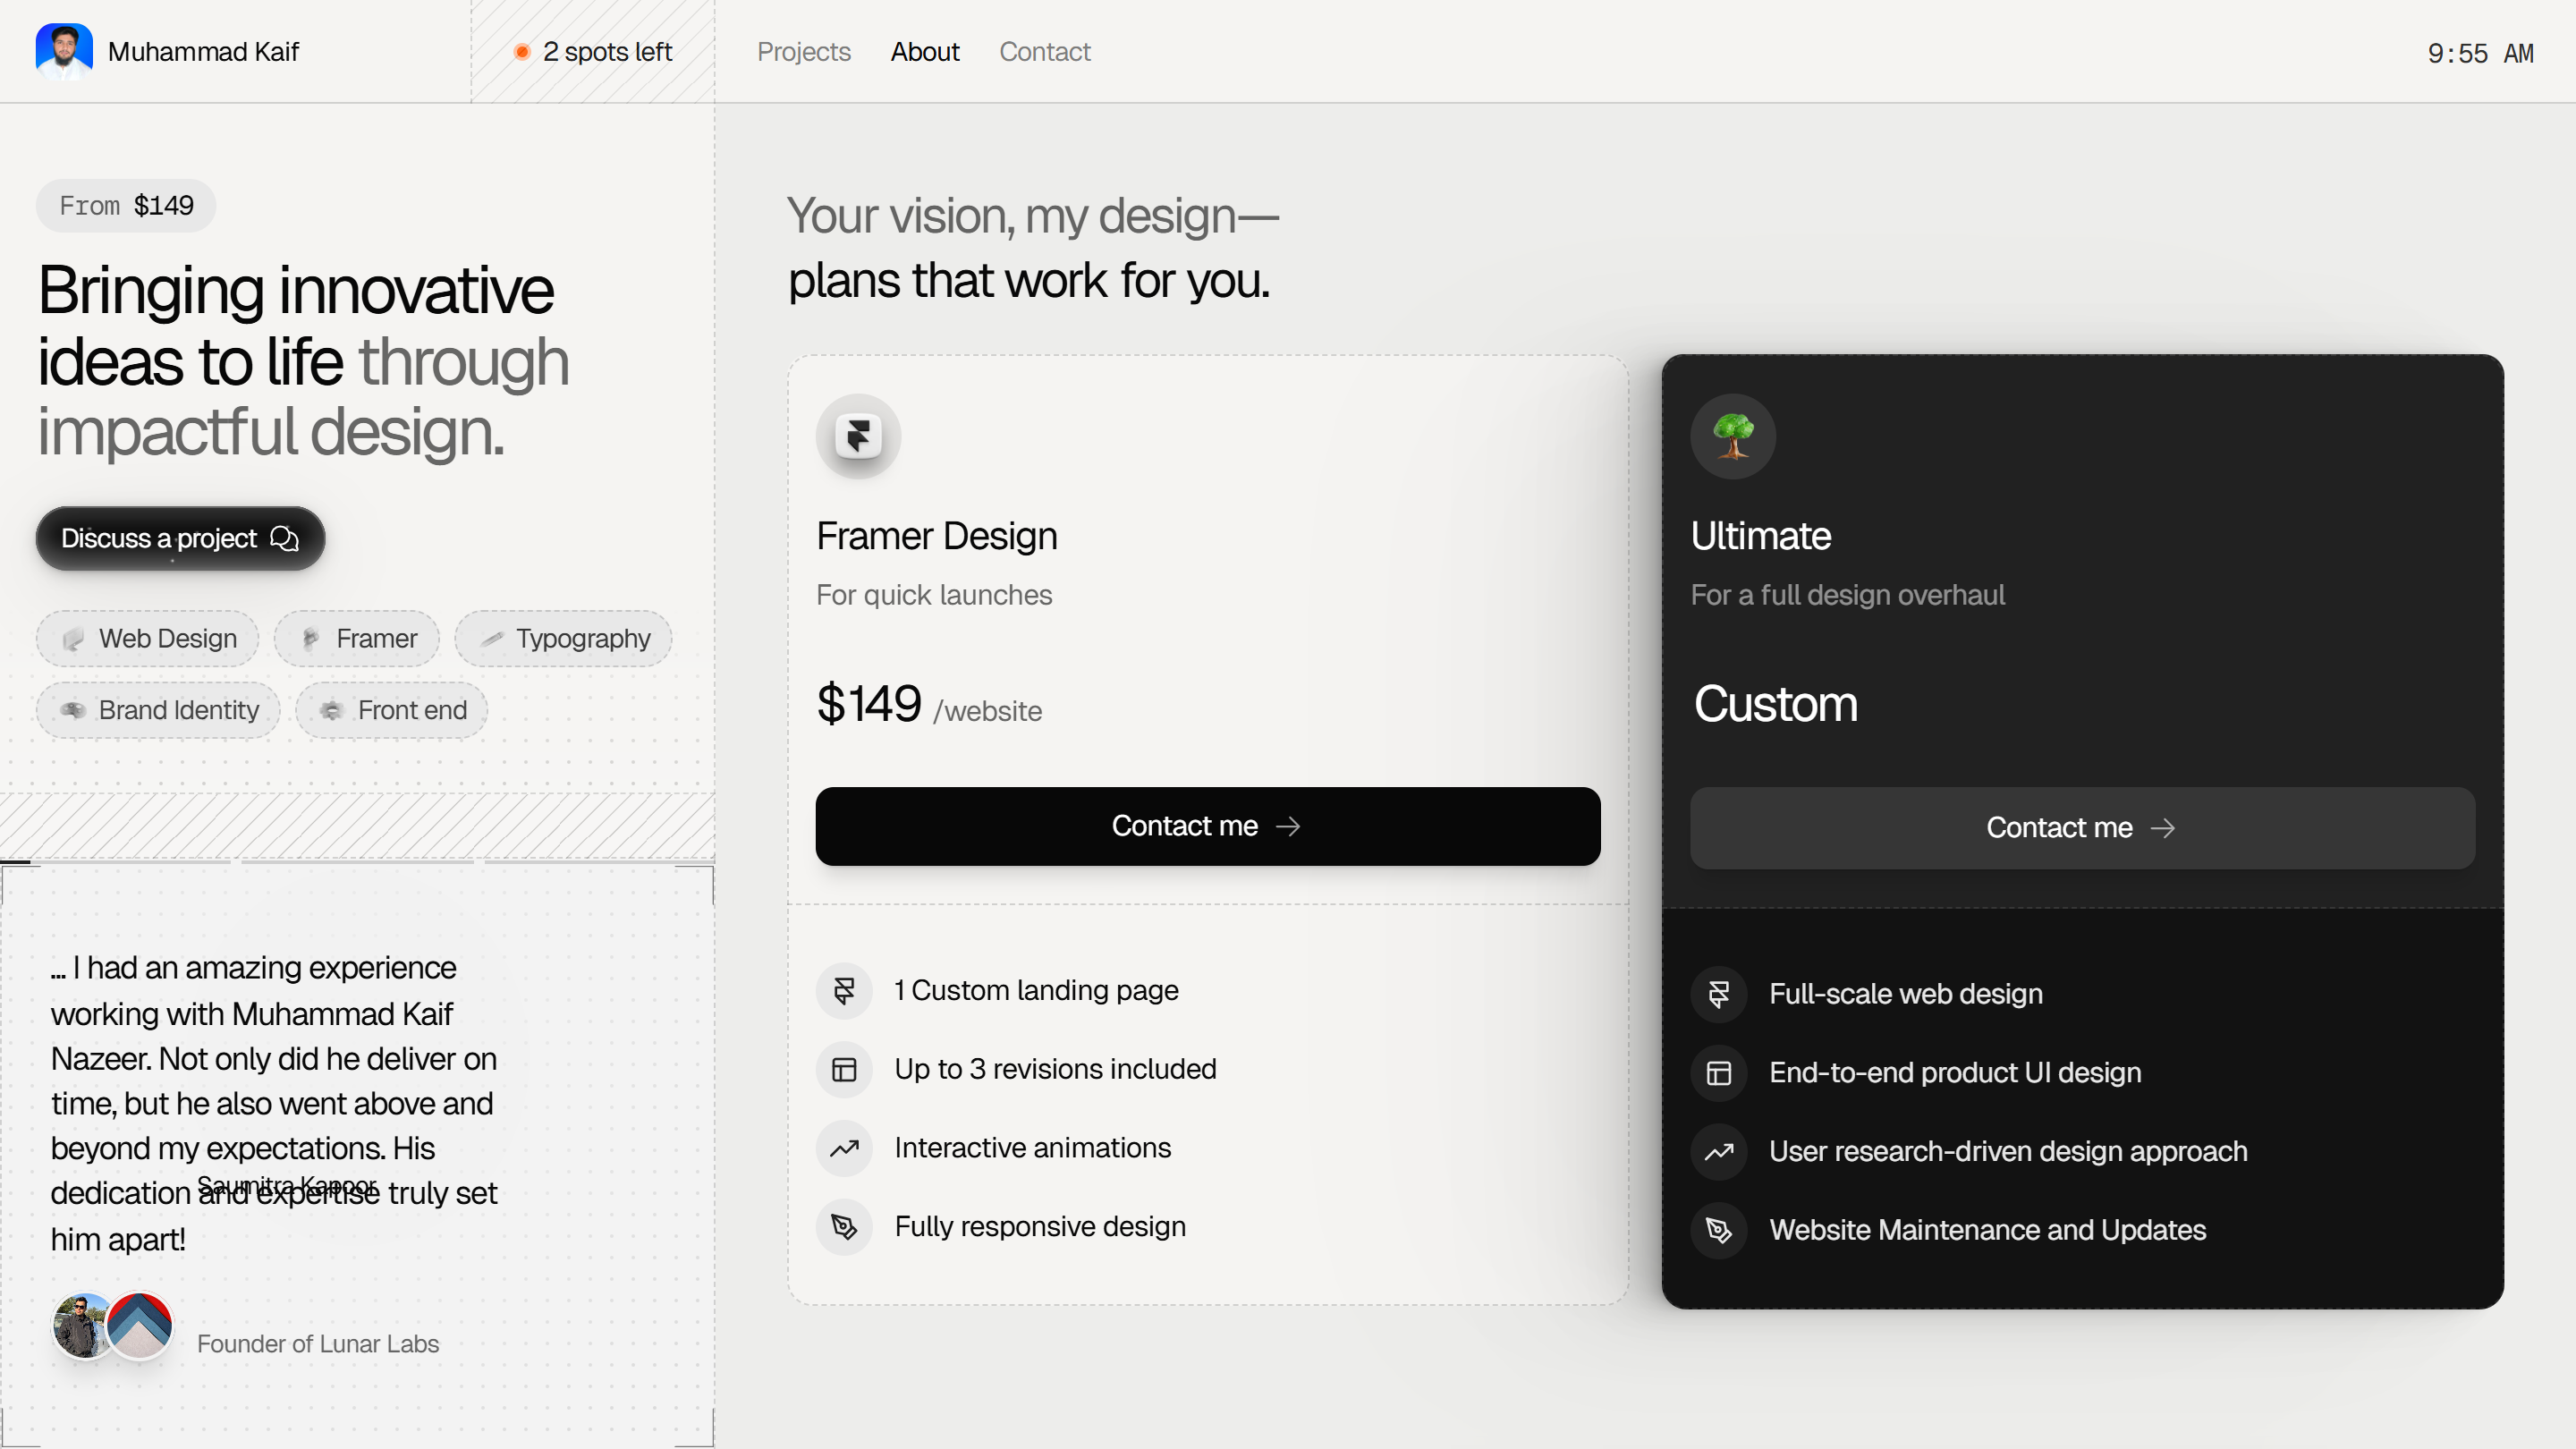 Muhammad Kaif
2 spots left
Projects
About
Contact
9:55 AM
From $149
Bringing innovative
ideas to life through
impactful design.
Discuss a project
Web Design
Framer
Typography
Brand Identity
Front end
... I had an amazing experience
working with Muhammad Kaif
Nazeer. Not only did he deliver on
time, but he also went above and
beyond my expectations. His
dedication and expertise truly set
him apart!
Saumitra Kapoor
Founder of Lunar Labs
Your vision, my design—
plans that work for you.
Framer Design
For quick launches
$149 /website
Contact me
1 Custom landing page
Up to 3 revisions included
Interactive animations
Fully responsive design
Ultimate
For a full design overhaul
Custom
Contact me
Full-scale web design
End-to-end product UI design
User research-driven design approach
Website Maintenance and Updates